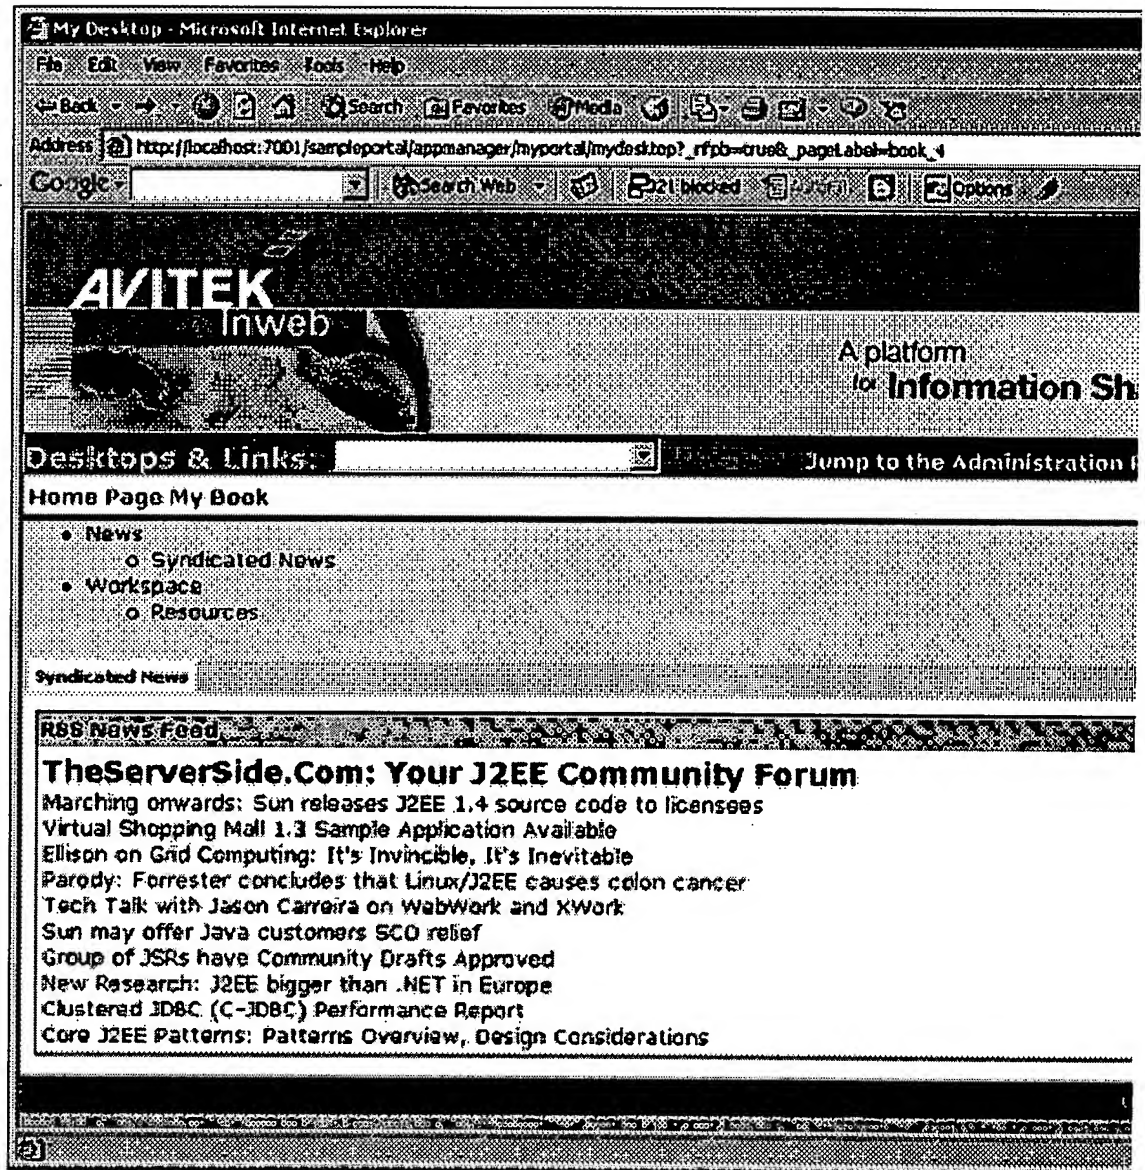 My Desktop - Microsoft Internet Explorer
File Edit View Favorites Tools Help
Back Search Favorites Media
Address http://localhost:7001/sampleportal/appmanager/myportal/mydesktop?_nfpb=true&_pageLabel=book_4
Google Search Web 321 blocked AutoFill Options
AVITEK
Inweb
A platform
for Information Sh
Desktops & Links: Jump to the Administration
Home Page My Book
• News
o Syndicated News
• Workspace
o Resources
Syndicated News
RSS News Feed
TheServerSide.Com: Your J2EE Community Forum
Marching onwards: Sun releases J2EE 1.4 source code to licensees
Virtual Shopping Mall 1.3 Sample Application Available
Ellison on Grid Computing: It's Invincible, It's Inevitable
Parody: Forrester concludes that Linux/J2EE causes colon cancer
Tech Talk with Jason Carreira on WebWork and XWork
Sun may offer Java customers SCO relief
Group of JSRs have Community Drafts Approved
New Research: J2EE bigger than .NET in Europe
Clustered JDBC (C-JDBC) Performance Report
Core J2EE Patterns: Patterns Overview, Design Considerations